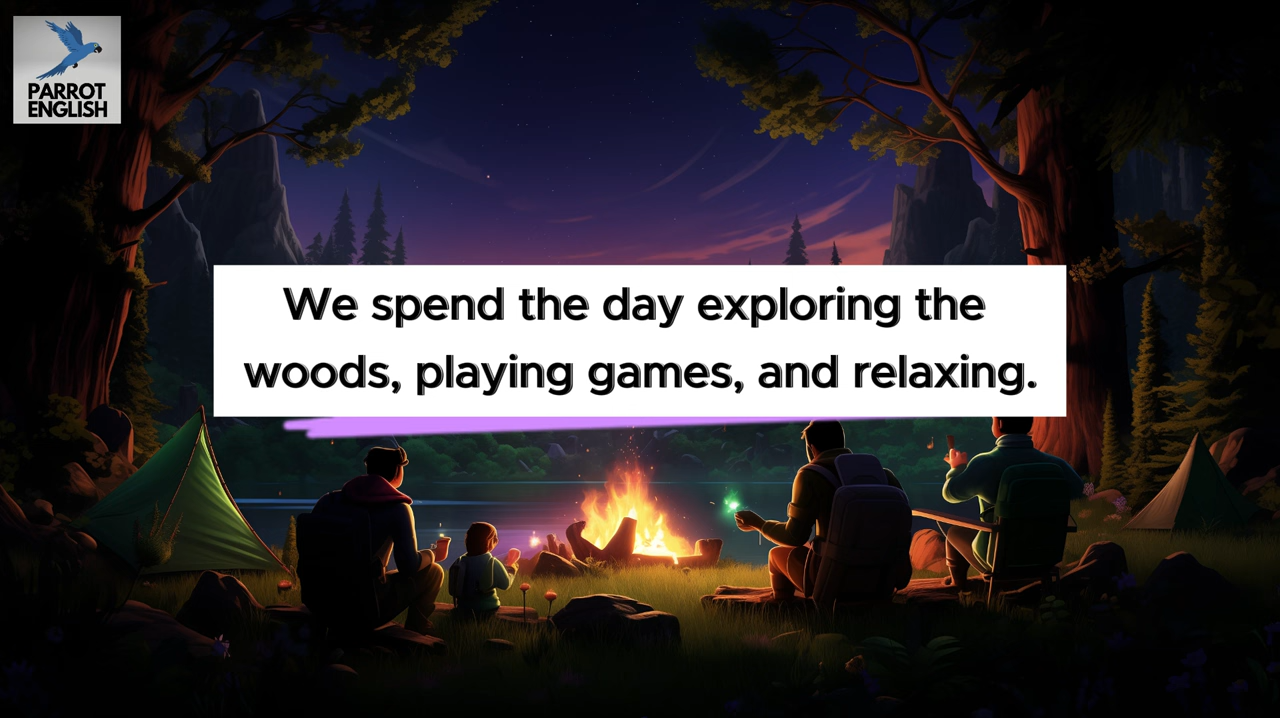 PARROT
ENGLISH
We spend the day exploring the
woods, playing games, and relaxing.